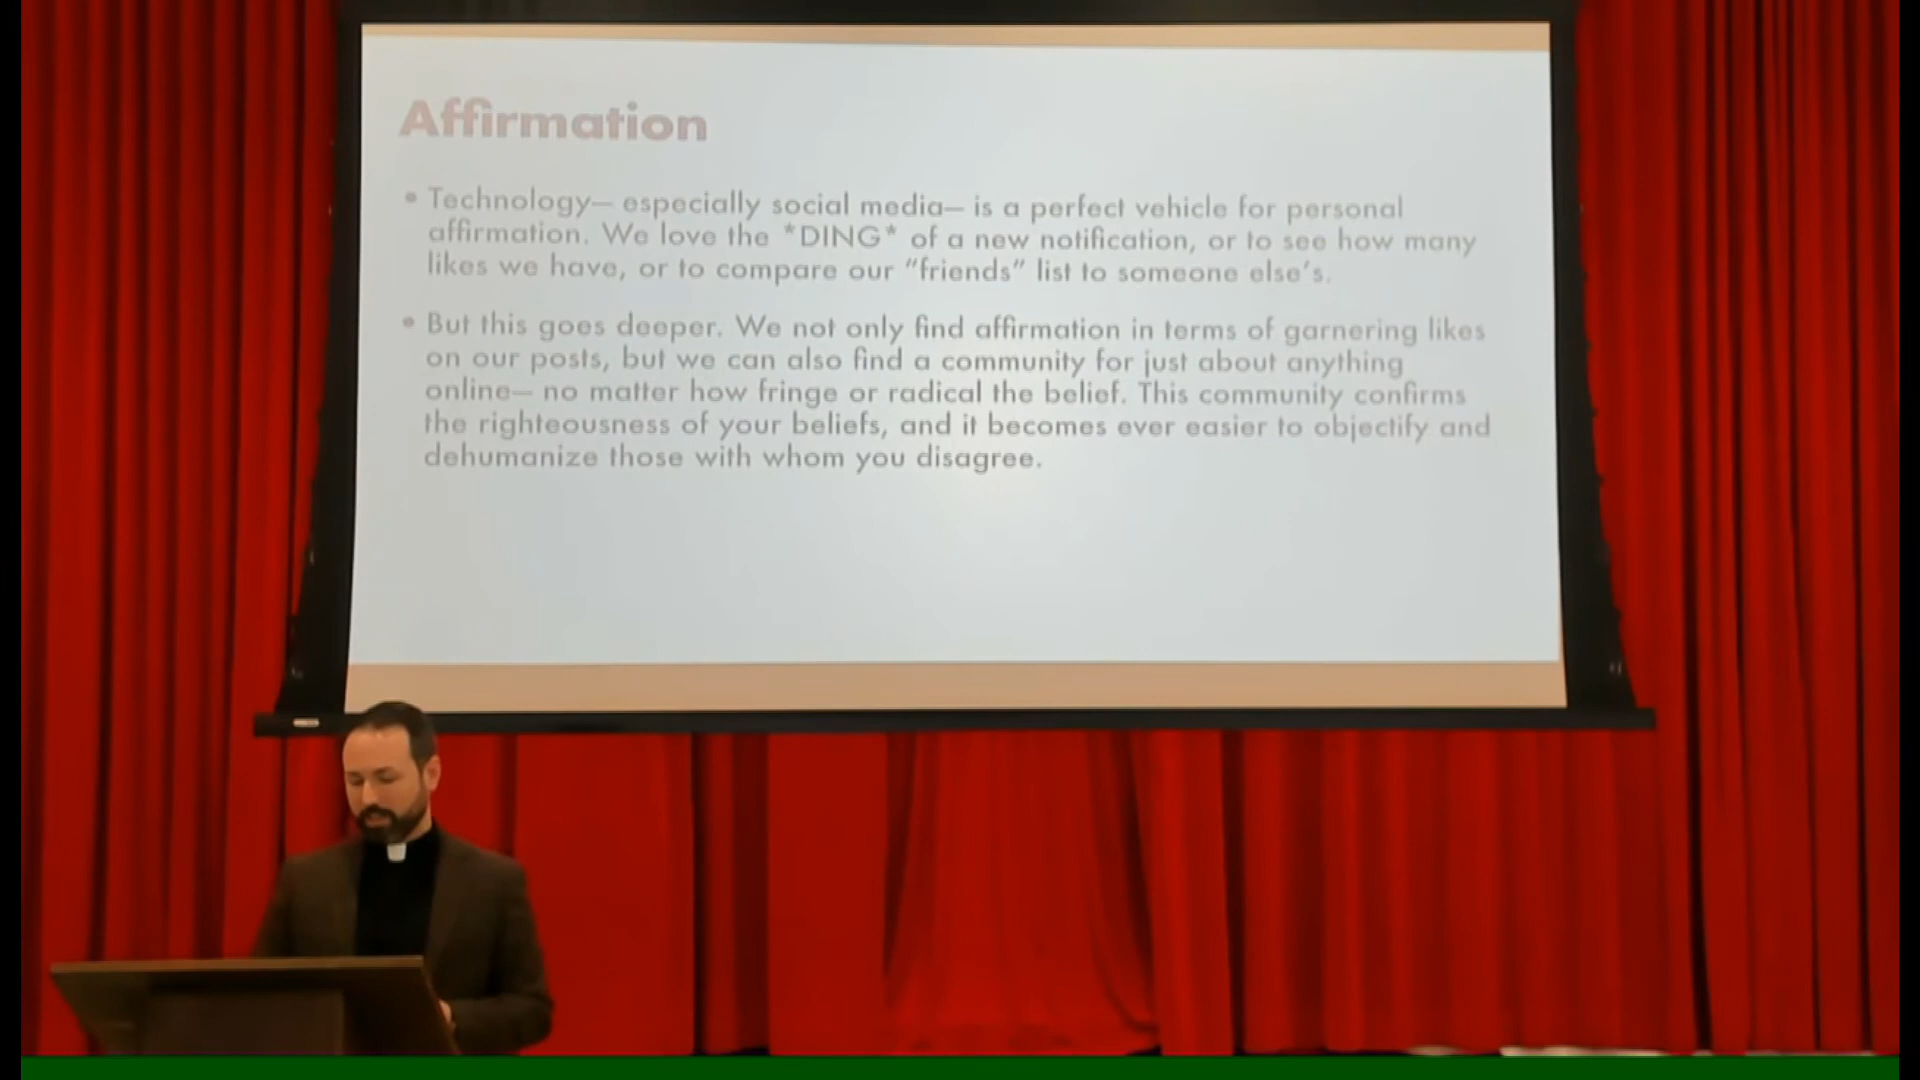 Affirmation
• Technology— especially social media— is a perfect vehicle for personal
affirmation. We love the *DING* of a new notification, or to see how many
likes we have, or to compare our “friends” list to someone else’s.
• But this goes deeper. We not only find affirmation in terms of garnering likes
on our posts, but we can also find a community for just about anything
online— no matter how fringe or radical the belief. This community confirms
the righteousness of your beliefs, and it becomes ever easier to objectify and
dehumanize those with whom you disagree.